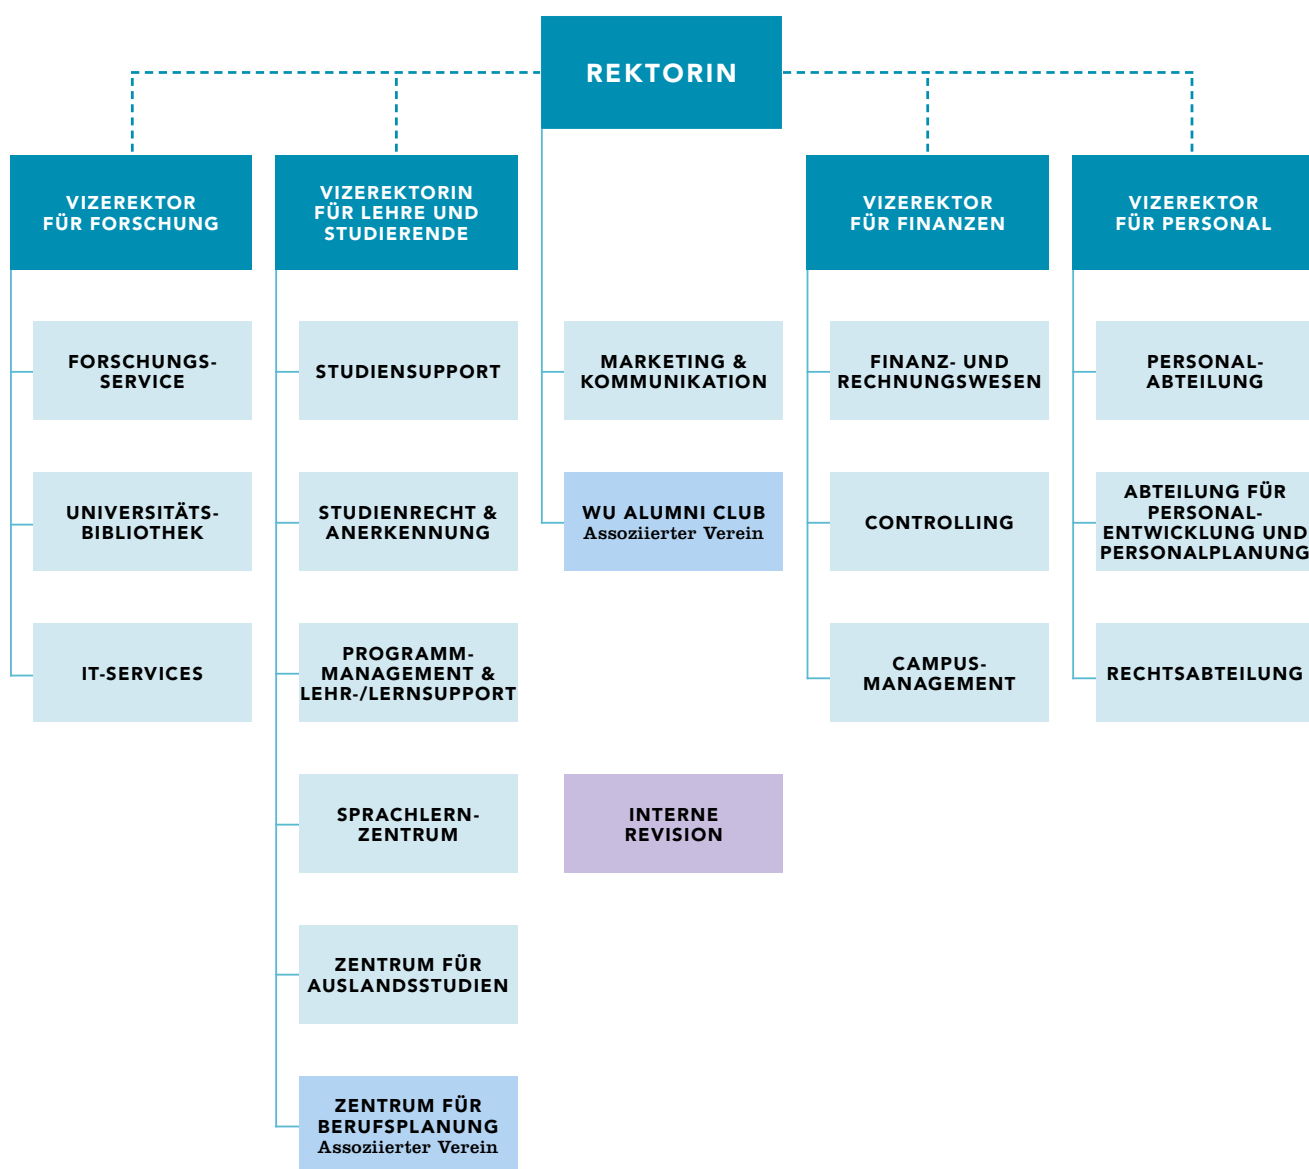 REKTORIN
VIZEREKTOR
FÜR FORSCHUNG
VIZEREKTORIN
FÜR LEHRE UND
STUDIERENDE
VIZEREKTOR
FÜR FINANZEN
VIZEREKTOR
FÜR PERSONAL
FORSCHUNGS-
SERVICE
STUDIENSUPPORT
MARKETING &
KOMMUNIKATION
FINANZ- UND
RECHNUNGSWESEN
PERSONAL-
ABTEILUNG
UNIVERSITÄTS-
BIBLIOTHEK
STUDIENRECHT &
ANERKENNUNG
WU ALUMNI CLUB
Assoziierter Verein
CONTROLLING
ABTEILUNG FÜR
PERSONAL-
ENTWICKLUNG UND
PERSONALPLANUNG
IT-SERVICES
PROGRAMM-
MANAGEMENT &
LEHR-/LERNSUPPORT
CAMPUS-
MANAGEMENT
RECHTSABTEILUNG
SPRACHLERN-
ZENTRUM
INTERNE
REVISION
ZENTRUM FÜR
AUSLANDSSTUDIEN
ZENTRUM FÜR
BERUFSPLANUNG
Assoziierter Verein